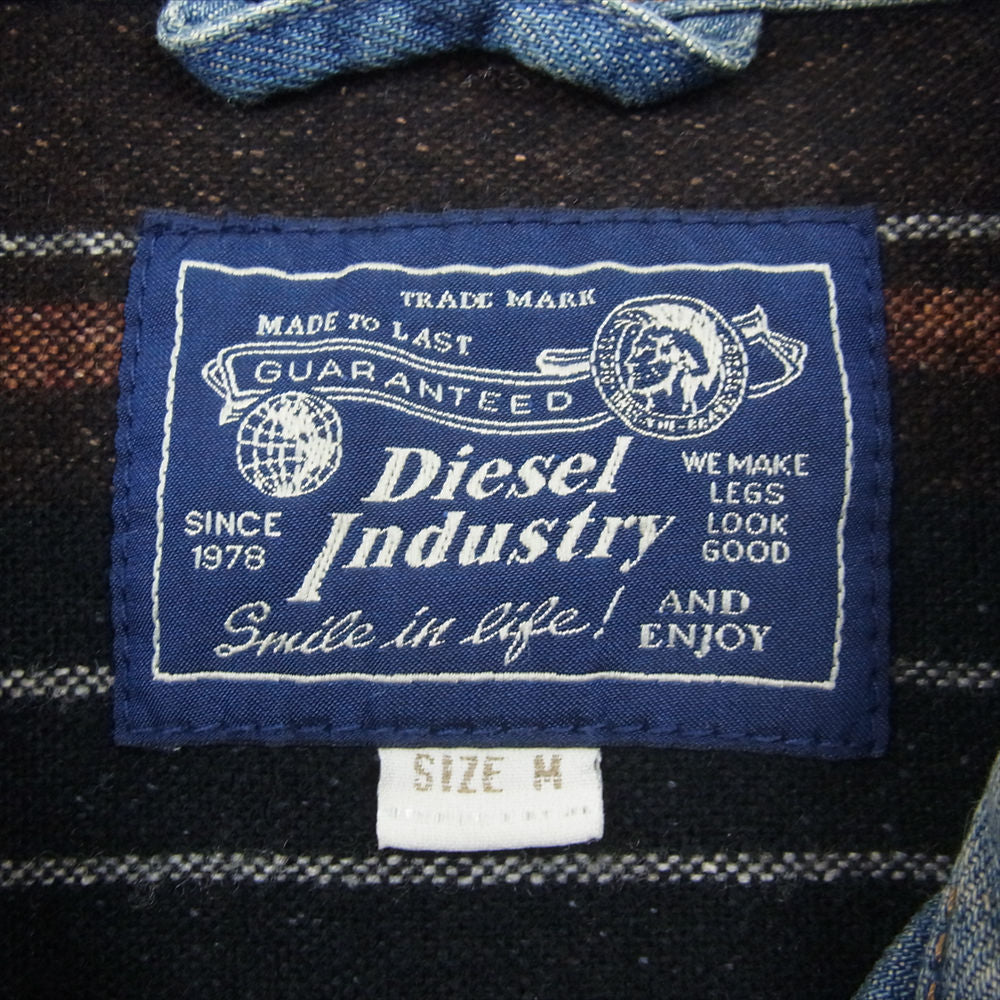 TRADE MARK
MADE TO LAST
GUARANTEED
Diesel
Industry
SINCE
1978
WE MAKE
LEGS
LOOK
GOOD
AND
ENJOY
Smile in life!
SIZE M